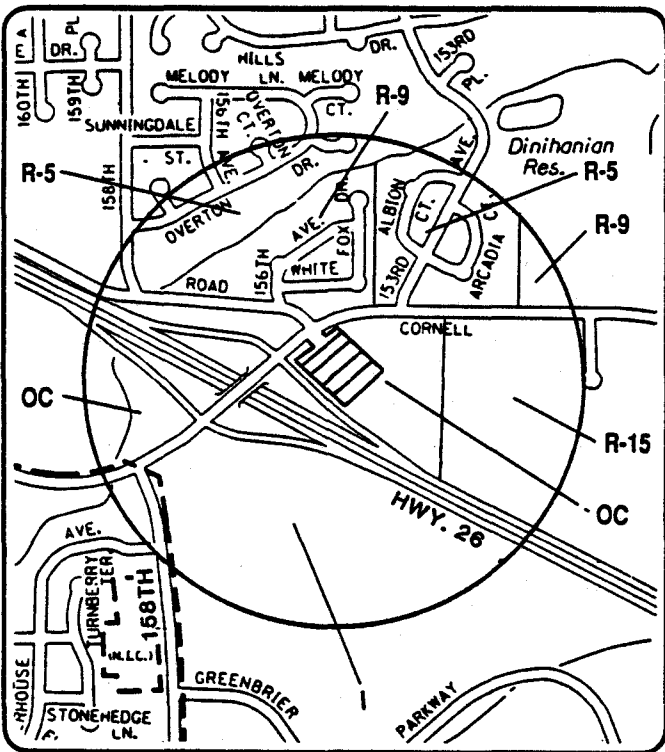 160TH
159TH
PL.
DR.
HILLS
LN.
DR.
153RD
PL.
MELODY
MELODY
CT.
R-9
SUNNINGDALE
ST.
156TH
AVE.
OVERTON
CT.
OVERTON
DR.
AVE.
Dinihanian
Res.
R-5
R-5
158TH
ALBION
CT.
CT.
ARCADIA
R-9
156TH
AVE.
WHITE
FOX
DR.
153RD
ROAD
CORNELL
OC
R-15
OC
HWY. 26
AVE.
TURNBERRY
TER.
158TH
I
GREENBRIER
PARKWAY
STONEHEDGE
LN.